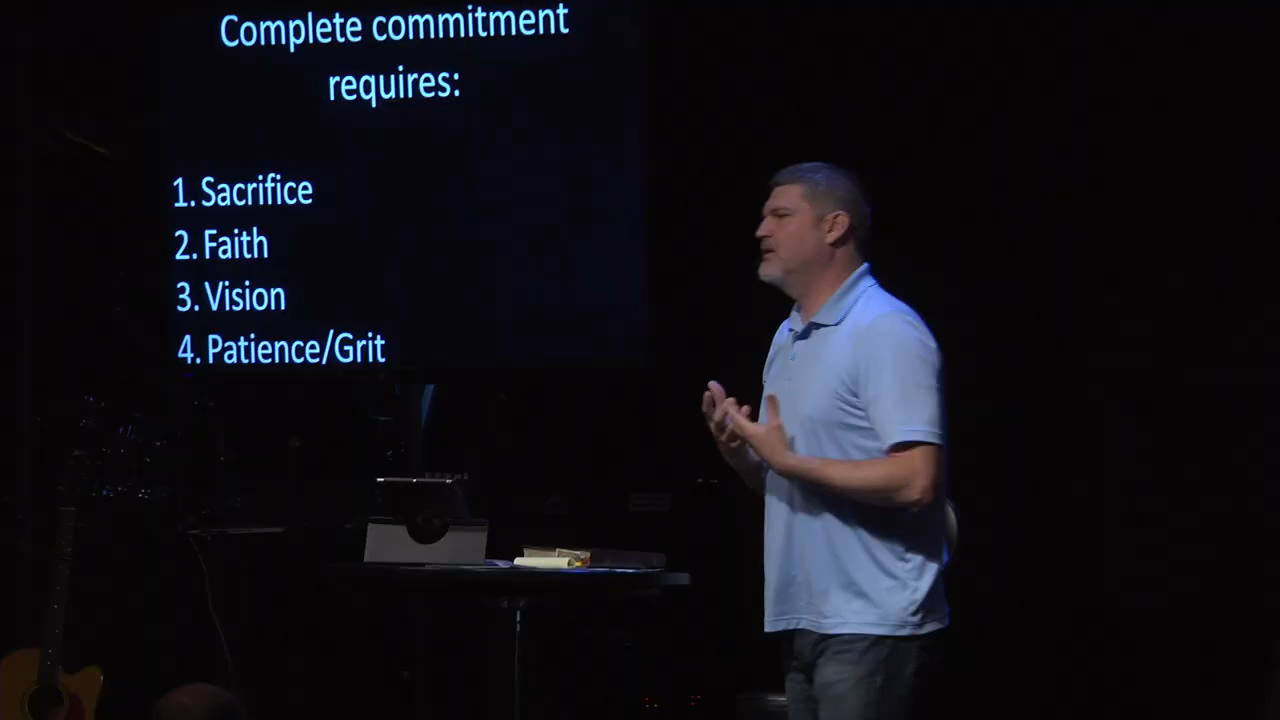 Complete commitment
requires:
1. Sacrifice
2. Faith
3. Vision
4. Patience/Grit